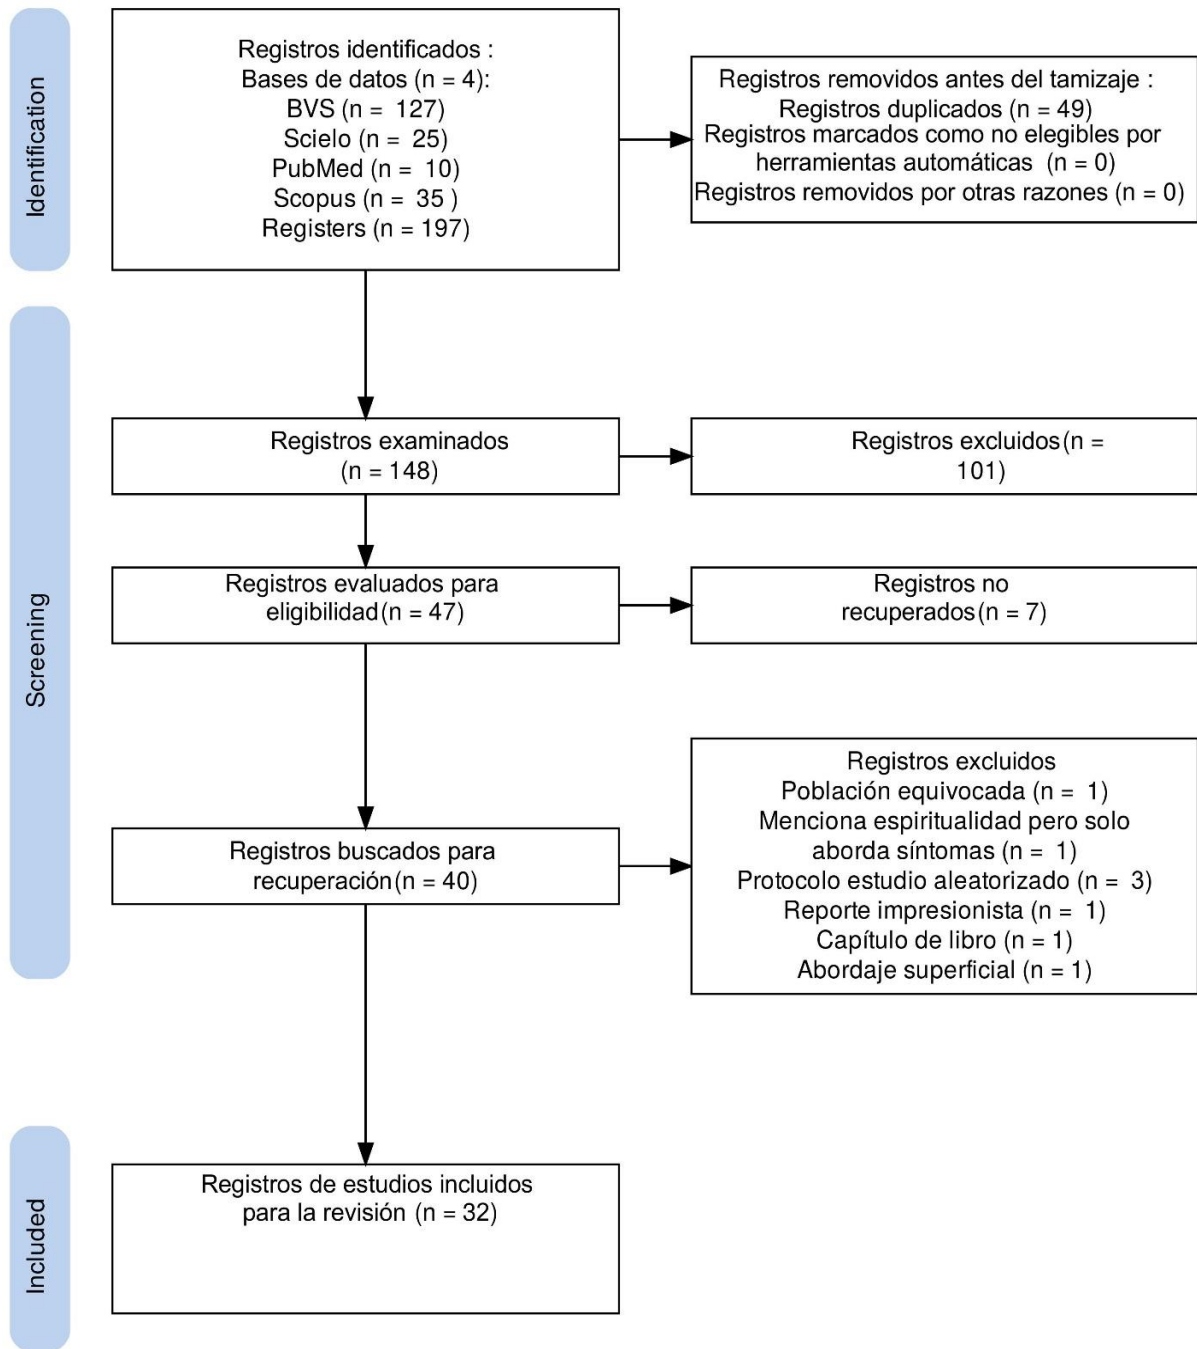 Identification
Registros identificados :
Bases de datos (n = 4):
BVS (n = 127)
Scielo (n = 25)
PubMed (n = 10)
Scopus (n = 35 )
Registers (n = 197)
Registros removidos antes del tamizaje :
Registros duplicados (n = 49)
Registros marcados como no elegibles por
herramientas automáticas (n = 0)
Registros removidos por otras razones (n = 0)
Screening
Registros examinados
(n = 148)
Registros excluidos(n =
101)
Registros evaluados para
eligibilidad(n = 47)
Registros no
recuperados(n = 7)
Registros buscados para
recuperación(n = 40)
Registros excluidos
Población equivocada (n = 1)
Menciona espiritualidad pero solo
aborda síntomas (n = 1)
Protocolo estudio aleatorizado (n = 3)
Reporte impresionista (n = 1)
Capítulo de libro (n = 1)
Abordaje superficial (n = 1)
Included
Registros de estudios incluidos
para la revisión (n = 32)